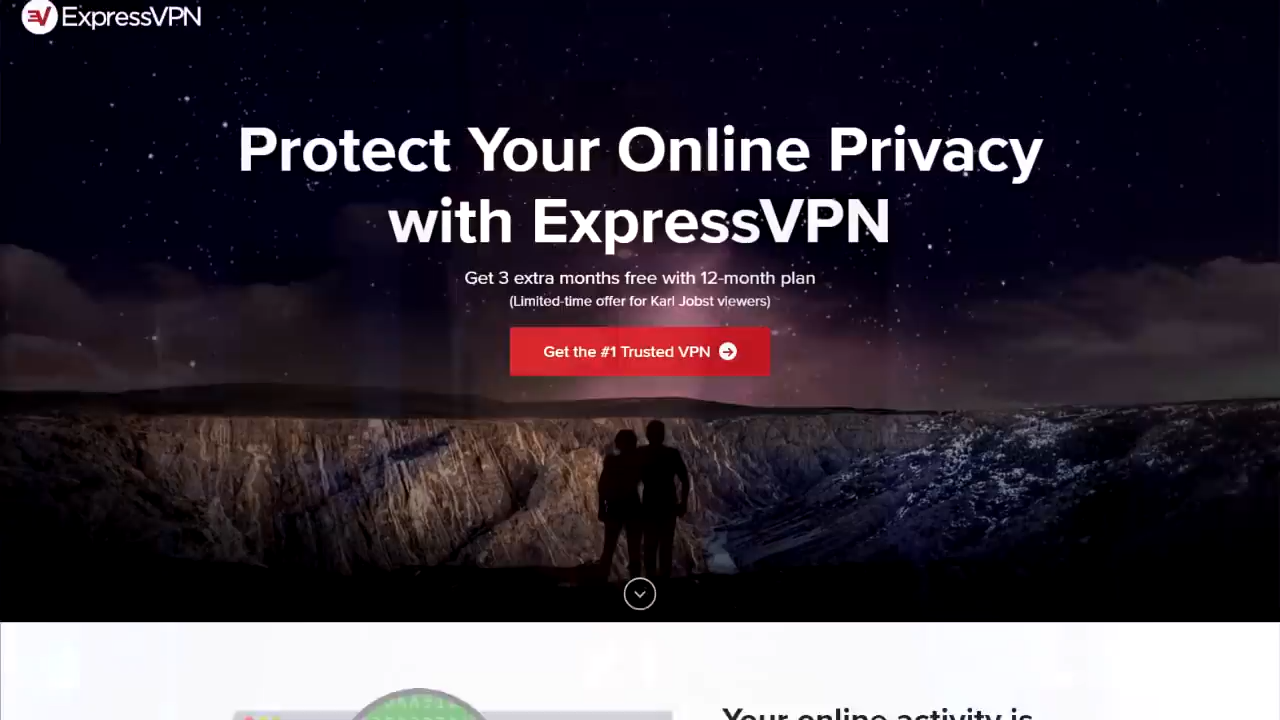 ExpressVPN
Protect Your Online Privacy
with ExpressVPN
Get 3 extra months free with 12-month plan
(Limited-time offer for Karl Jobst viewers)
Get the #1 Trusted VPN
Your online activity is